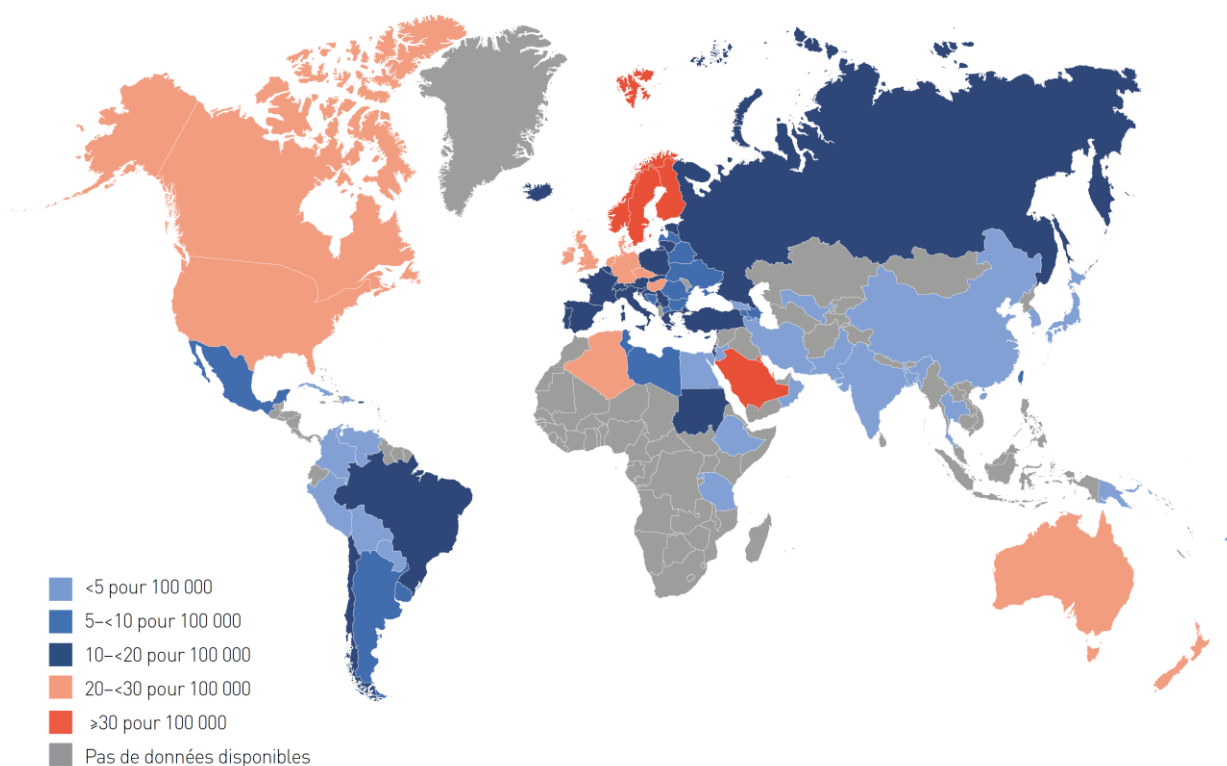 <5 pour 100 000
5–<10 pour 100 000
10–<20 pour 100 000
20–<30 pour 100 000
≥30 pour 100 000
Pas de données disponibles